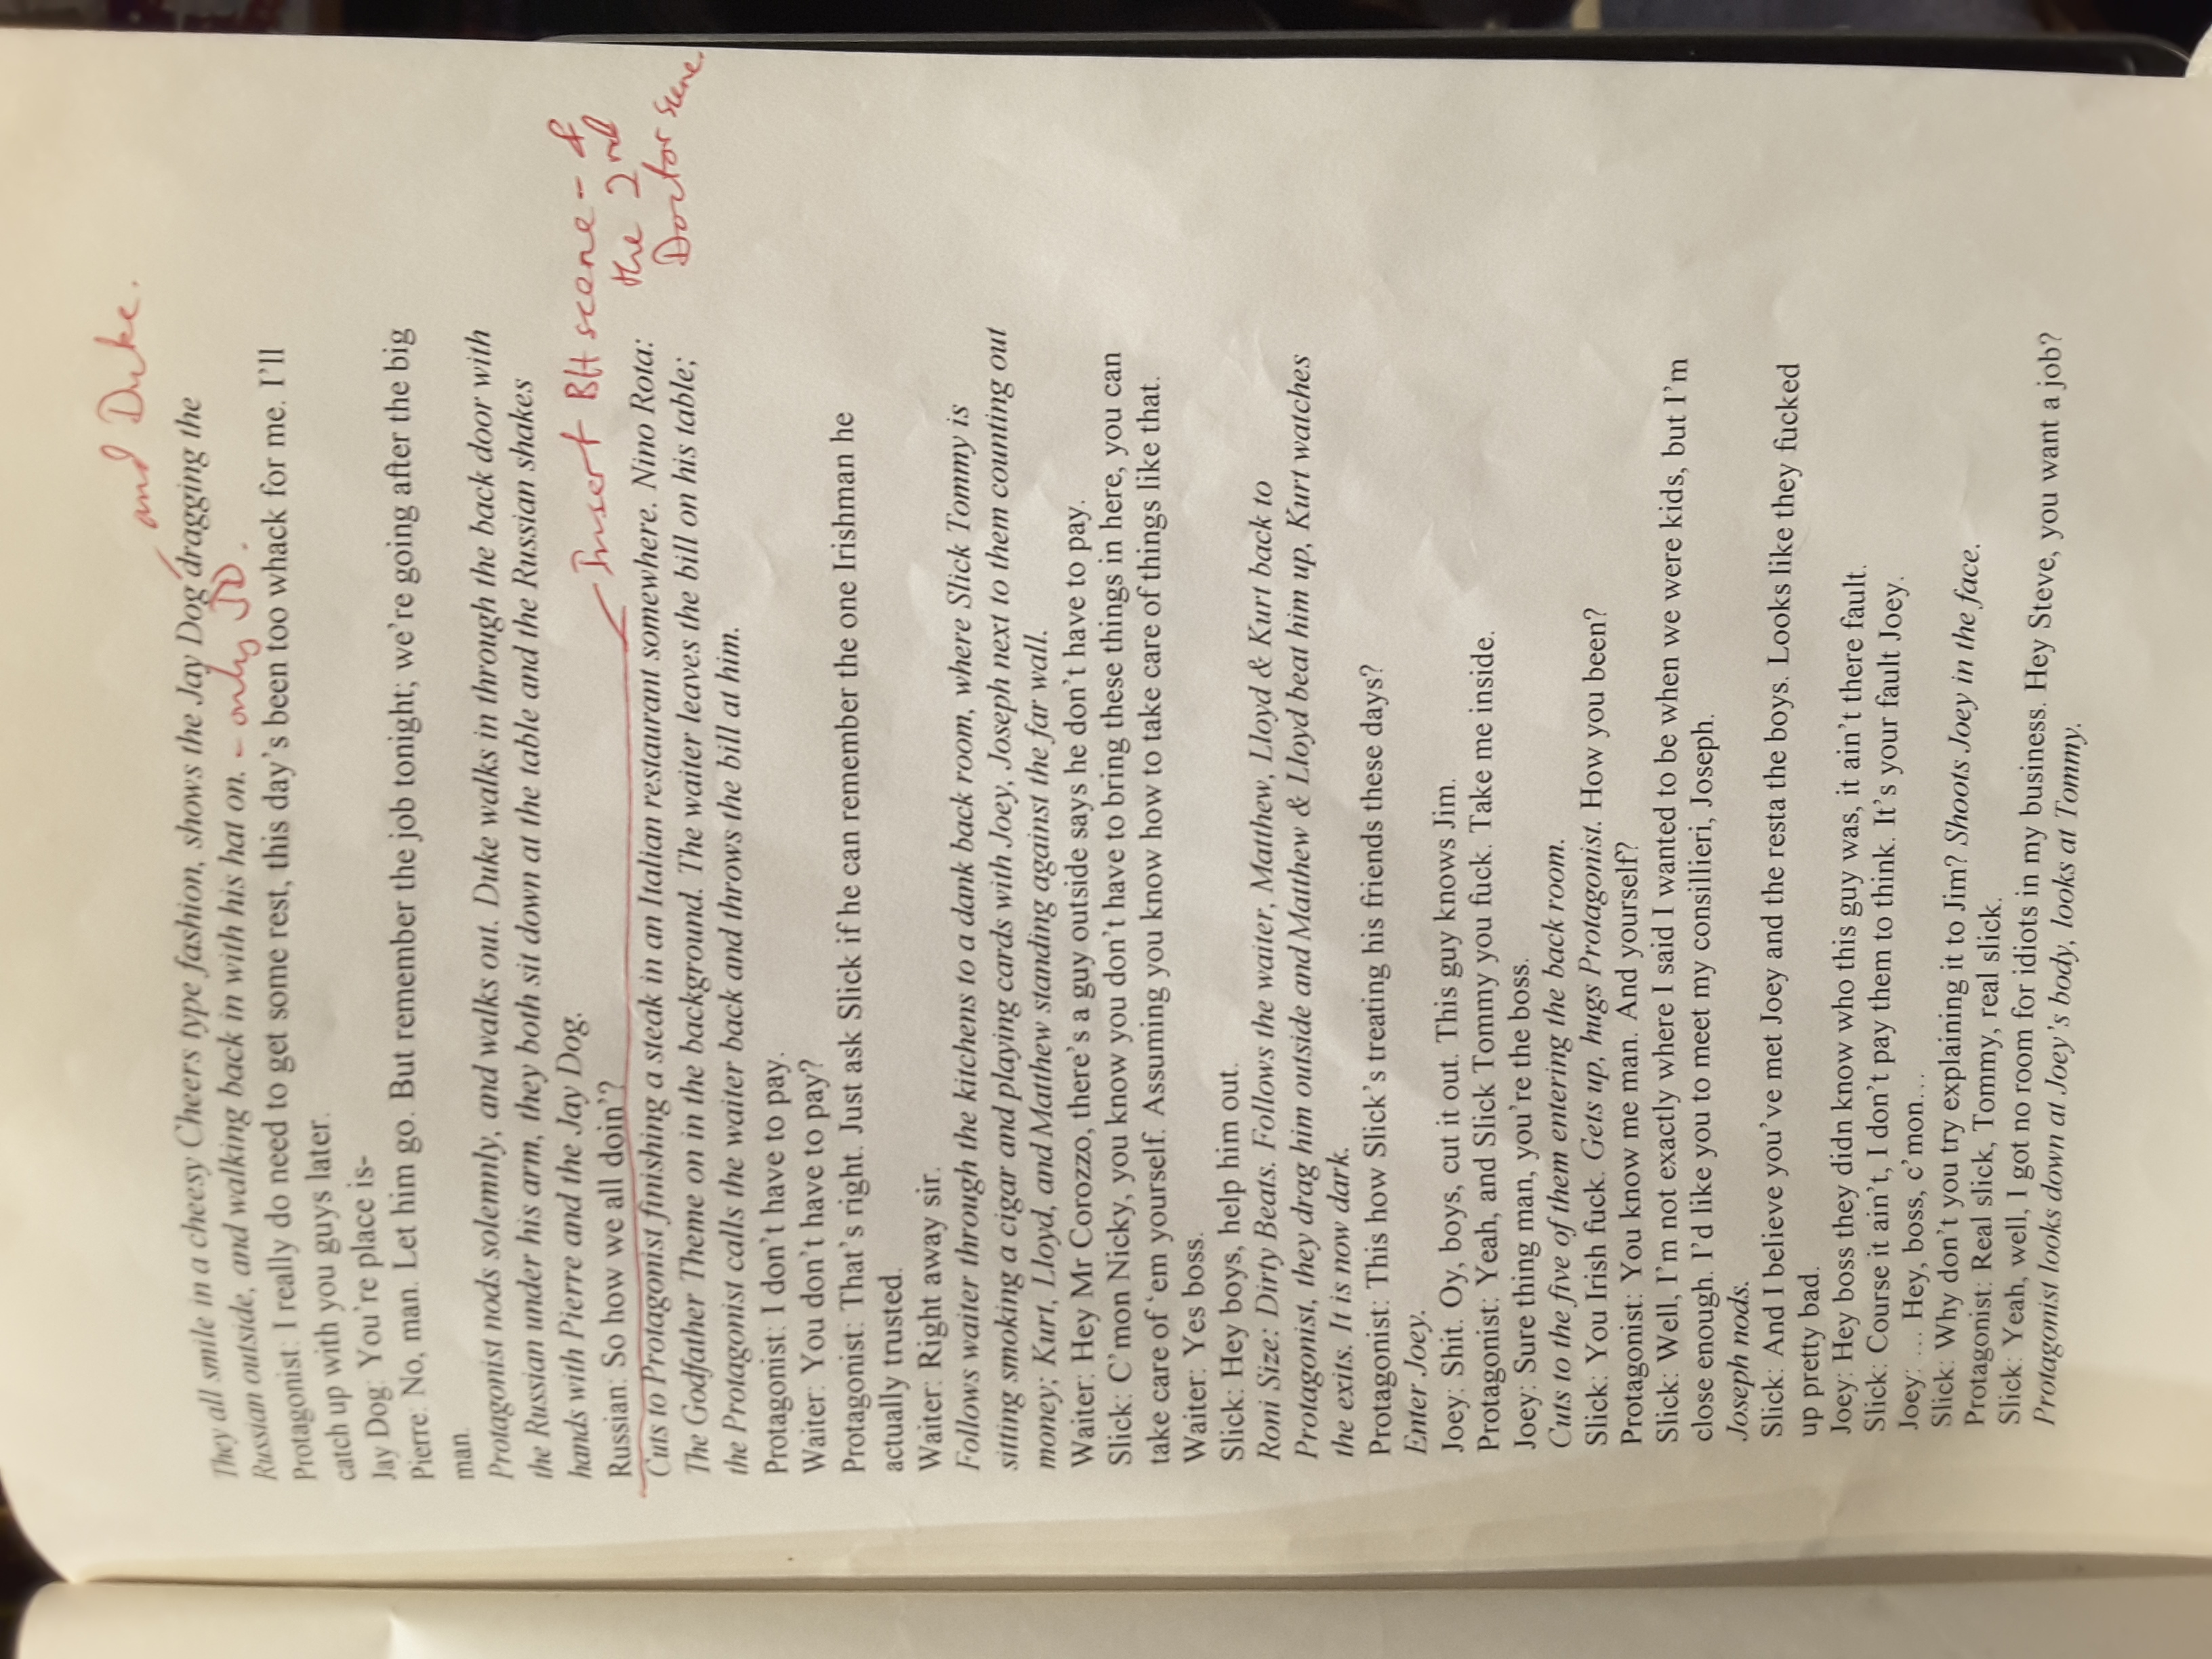 and Duke.
They all smile in a cheesy Cheers type fashion, shows the Jay Dog dragging the
Russian outside, and walking back in with his hat on. - only JD.
Protagonist: I really do need to get some rest, this day's been too whack for me. I'll
catch up with you guys later.
Jay Dog: You're place is-
Pierre: No, man. Let him go. But remember the job tonight; we're going after the big
man.
Protagonist nods solemnly, and walks out. Duke walks in through the back door with
the Russian under his arm, they both sit down at the table and the Russian shakes
hands with Pierre and the Jay Dog.
Russian: So how we all doin'?
Insert BH scene - &
the 2nd
Doctor scene.
Cuts to Protagonist finishing a steak in an Italian restaurant somewhere. Nino Rota:
The Godfather Theme on in the background. The waiter leaves the bill on his table;
the Protagonist calls the waiter back and throws the bill at him.
Protagonist: I don't have to pay.
Waiter: You don't have to pay?
Protagonist: That's right. Just ask Slick if he can remember the one Irishman he
actually trusted.
Waiter: Right away sir.
Follows waiter through the kitchens to a dank back room, where Slick Tommy is
sitting smoking a cigar and playing cards with Joey, Joseph next to them counting out
money; Kurt, Lloyd, and Matthew standing against the far wall.
Waiter: Hey Mr Corozzo, there's a guy outside says he don't have to pay.
Slick: C'mon Nicky, you know you don't have to bring these things in here, you can
take care of 'em yourself. Assuming you know how to take care of things like that.
Waiter: Yes boss.
Slick: Hey boys, help him out.
Roni Size: Dirty Beats. Follows the waiter, Matthew, Lloyd & Kurt back to
Protagonist, they drag him outside and Matthew & Lloyd beat him up, Kurt watches
the exits. It is now dark.
Protagonist: This how Slick's treating his friends these days?
Enter Joey.
Joey: Shit. Oy, boys, cut it out. This guy knows Jim.
Protagonist: Yeah, and Slick Tommy you fuck. Take me inside.
Joey: Sure thing man, you're the boss.
Cuts to the five of them entering the back room.
Slick: You Irish fuck. Gets up, hugs Protagonist. How you been?
Protagonist: You know me man. And yourself?
Slick: Well, I'm not exactly where I said I wanted to be when we were kids, but I'm
close enough. I'd like you to meet my consillieri, Joseph.
Joseph nods.
Slick: And I believe you've met Joey and the resta the boys. Looks like they fucked
up pretty bad.
Joey: Hey boss they didn know who this guy was, it ain't there fault.
Slick: Course it ain't, I don't pay them to think. It's your fault Joey.
Joey: ... Hey, boss, c'mon...
Slick: Why don't you try explaining it to Jim? Shoots Joey in the face.
Protagonist: Real slick, Tommy, real slick.
Slick: Yeah, well, I got no room for idiots in my business. Hey Steve, you want a job?
Protagonist looks down at Joey's body, looks at Tommy.